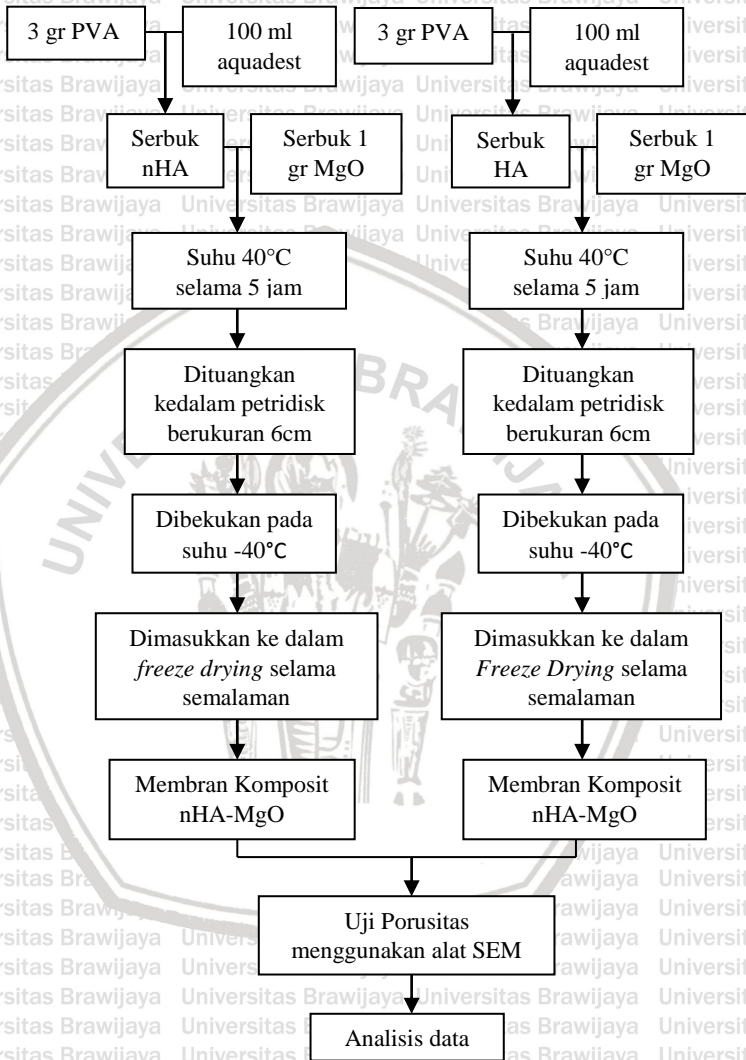 3 gr PVA
100 ml
aquadest
3 gr PVA
100 ml
aquadest
Serbuk
nHA
Serbuk 1
gr MgO
Serbuk
HA
Serbuk 1
gr MgO
Suhu 40°C
selama 5 jam
Suhu 40°C
selama 5 jam
Dituangkan
kedalam petridisk
berukuran 6cm
Dituangkan
kedalam petridisk
berukuran 6cm
Dibekukan pada
suhu -40°C
Dibekukan pada
suhu -40°C
Dimasukkan ke dalam
freeze drying selama
semalaman
Dimasukkan ke dalam
Freeze Drying selama
semalaman
Membran Komposit
nHA-MgO
Membran Komposit
nHA-MgO
Uji Porusitas
menggunakan alat SEM
Analisis data